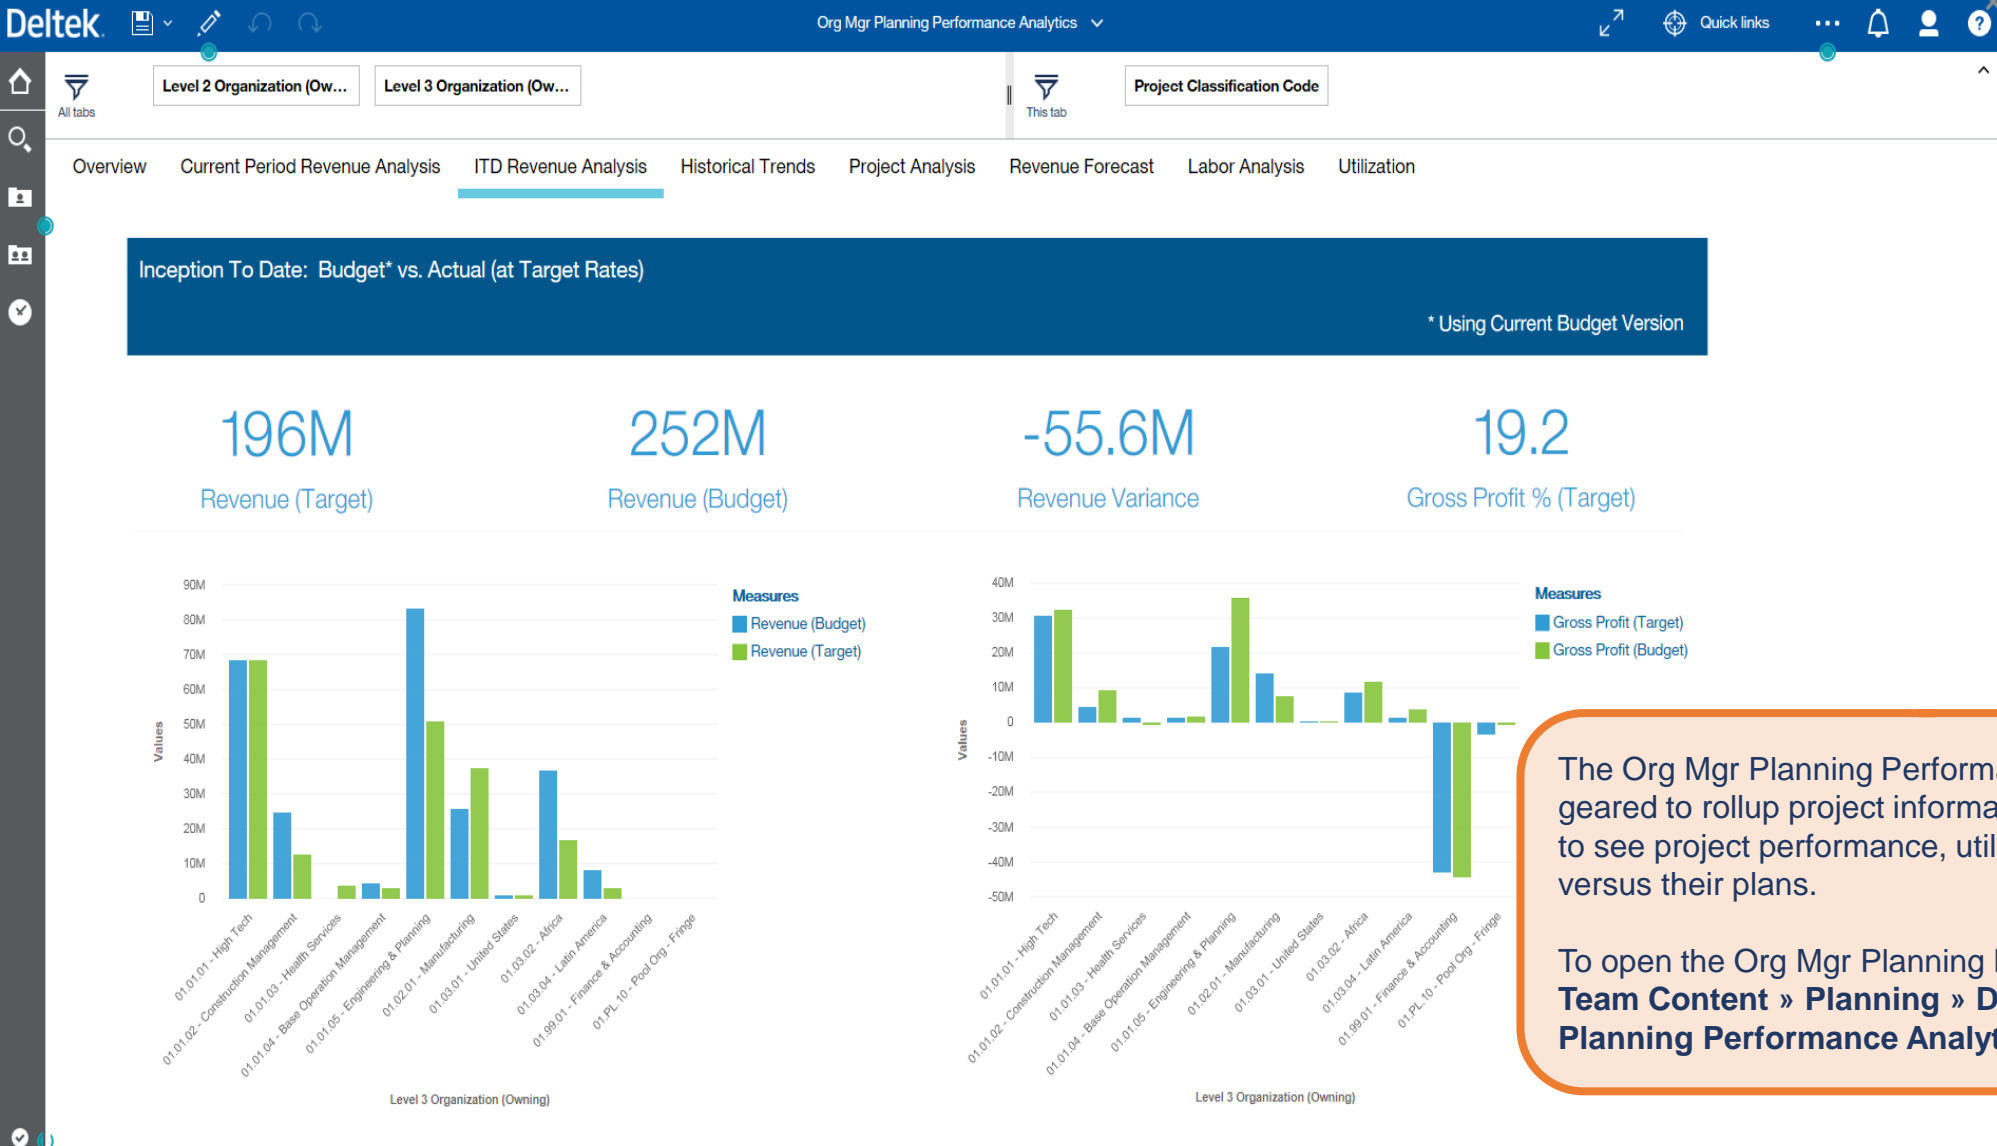 Deltek
Org Mgr Planning Performance Analytics
Quick links
?
All tabs
Level 2 Organization (Ow...
Level 3 Organization (Ow...
This tab
Project Classification Code
Overview
Current Period Revenue Analysis
ITD Revenue Analysis
Historical Trends
Project Analysis
Revenue Forecast
Labor Analysis
Utilization
Inception To Date: Budget* vs. Actual (at Target Rates)
* Using Current Budget Version
196M
Revenue (Target)
252M
Revenue (Budget)
-55.6M
Revenue Variance
19.2
Gross Profit % (Target)
90M
80M
70M
60M
50M
40M
30M
20M
10M
0
Values
01.01.01 - High Tech
01.01.02 - Construction Management
01.01.03 - Health Services
01.01.04 - Base Operation Management
01.01.05 - Engineering & Planning
01.02.01 - Manufacturing
01.03.01 - United States
01.03.02 - Africa
01.03.04 - Latin America
01.99.01 - Finance & Accounting
01.PL.10 - Pool Org - Fringe
Level 3 Organization (Owning)
Measures
Revenue (Budget)
Revenue (Target)
40M
30M
20M
10M
0
-10M
-20M
-30M
-40M
-50M
Values
01.01.01 - High Tech
01.01.02 - Construction Management
01.01.03 - Health Services
01.01.04 - Base Operation Management
01.01.05 - Engineering & Planning
01.02.01 - Manufacturing
01.03.01 - United States
01.03.02 - Africa
01.03.04 - Latin America
01.99.01 - Finance & Accounting
01.PL.10 - Pool Org - Fringe
Level 3 Organization (Owning)
Measures
Gross Profit (Target)
Gross Profit (Budget)
The Org Mgr Planning Performa
geared to rollup project informa
to see project performance, util
versus their plans.
To open the Org Mgr Planning
Team Content » Planning » D
Planning Performance Analyt